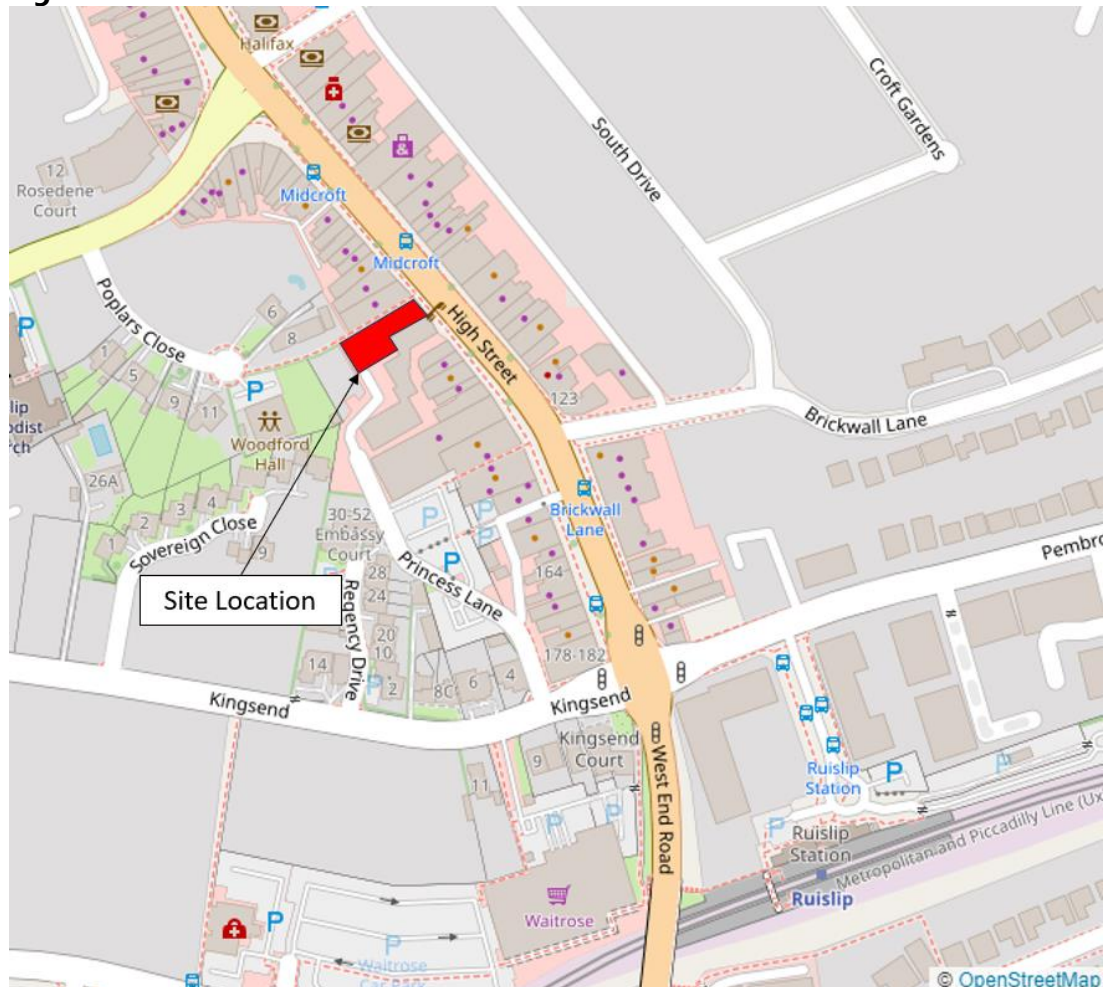 Halifax
12
Rosedene
Court
Midcroft
Midcroft
South Drive
Croft Gardens
Poplars Close
6
8
High Street
P
P
1
5
9
11
123
Brickwall Lane
Woodford
Hall
26A
1
2
3
4
9
Sovereign Close
30-52
Embassy
Court
P
P
P
Brickwall
Lane
Site Location
28
24
20
10
2
14
Regency Drive
P
Princess Lane
164
178-182
8C
6
4
Kingsend
Kingsend
Kingsend
Court
9
11
P
P
West End Road
Ruislip
Station
P
P
P
Ruislip
Station
Ruislip
Metropolitan and Piccadilly Line (Ux
Waitrose
P
P
Waitrose
© OpenStreetMap